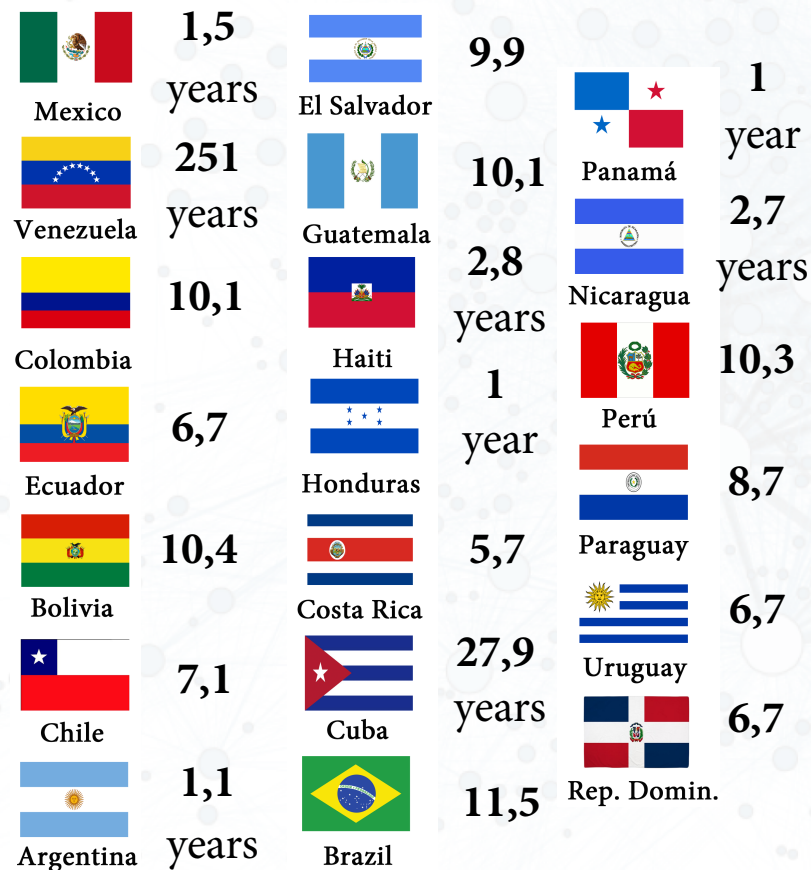 1,5
years
Mexico
251
years
Venezuela
10,1
Colombia
6,7
Ecuador
10,4
Bolivia
7,1
Chile
1,1
years
Argentina
9,9
El Salvador
10,1
Guatemala
2,8
years
Haiti
1
year
Honduras
5,7
Costa Rica
27,9
years
Cuba
11,5
Brazil
1
year
Panamá
2,7
years
Nicaragua
10,3
Perú
8,7
Paraguay
6,7
Uruguay
6,7
Rep. Domin.